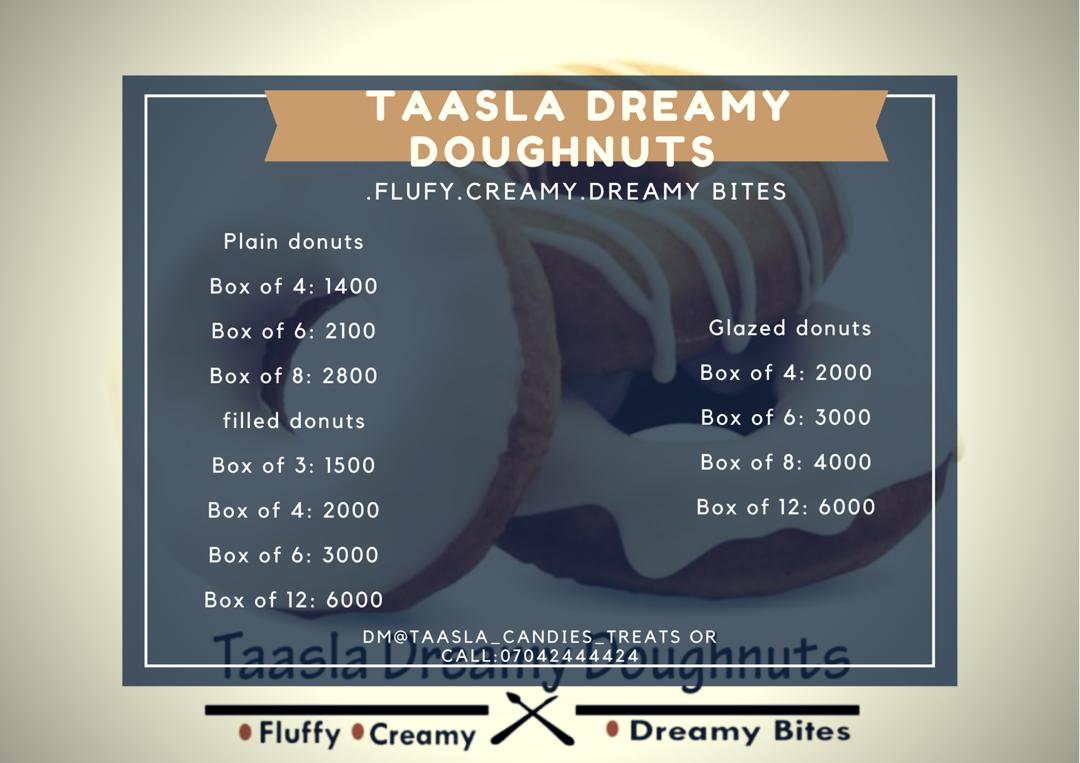 TAASLA DREAMY
DOUGHNUTS
.FLUFY.CREAMY.DREAMY BITES
Plain donuts
Box of 4: 1400
Box of 6: 2100
Box of 8: 2800
filled donuts
Box of 3: 1500
Box of 4: 2000
Box of 6: 3000
Box of 12: 6000
Glazed donuts
Box of 4: 2000
Box of 6: 3000
Box of 8: 4000
Box of 12: 6000
DM@TAASLA_CANDIES_TREATS OR
CALL:07042444424
Taasla Dreamy Doughnuts
Fluffy Creamy Dreamy Bites